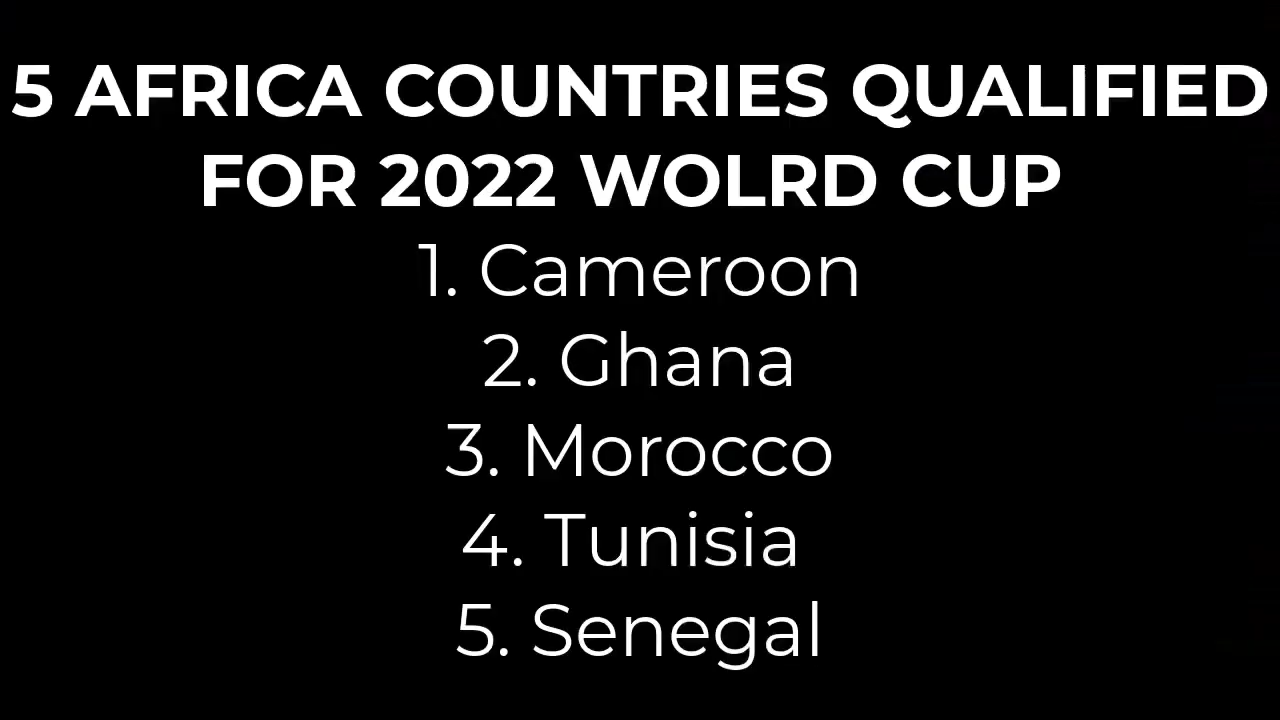 5 AFRICA COUNTRIES QUALIFIED
FOR 2022 WOLRD CUP
1. Cameroon
2. Ghana
3. Morocco
4. Tunisia
5. Senegal